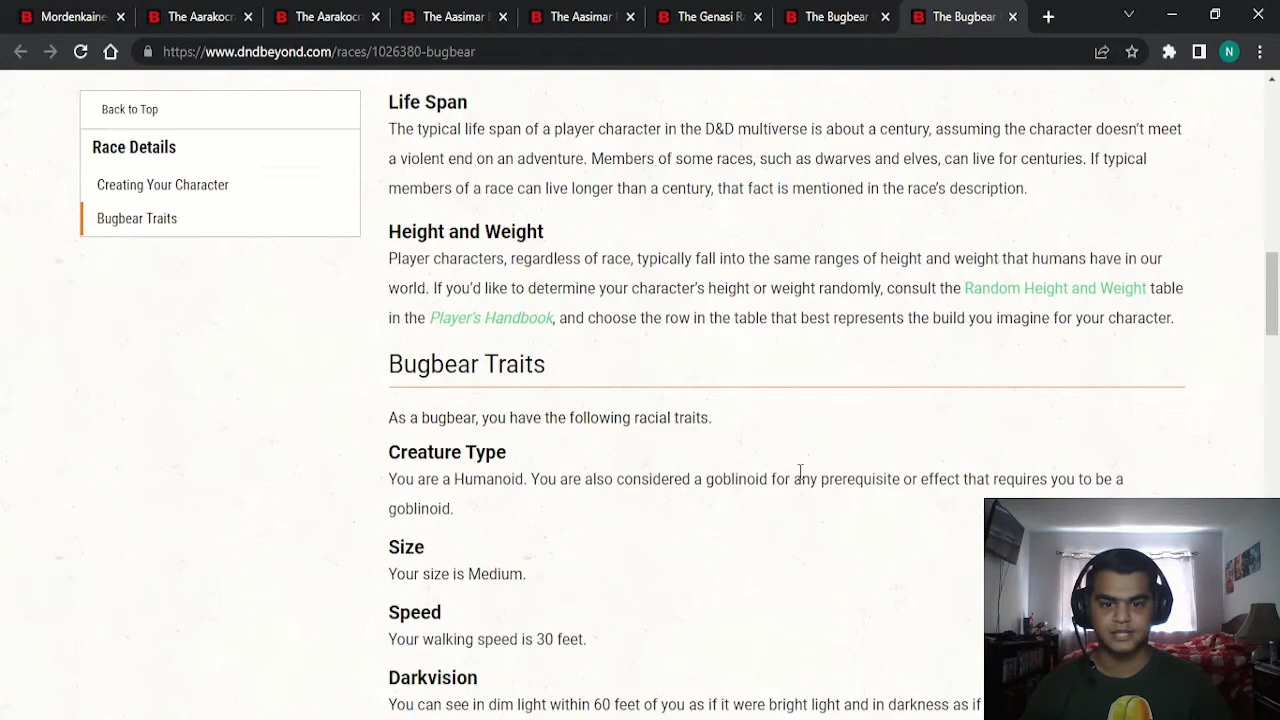 Mordenkaine
The Aarakocr
The Aarakocr
The Aasimar
The Aasimar
The Genasi Ra
The Bugbear
The Bugbear
https://www.dndbeyond.com/races/1026380-bugbear
N
Back to Top
Race Details
Creating Your Character
Bugbear Traits
Life Span
The typical life span of a player character in the D&D multiverse is about a century, assuming the character doesn't meet
a violent end on an adventure. Members of some races, such as dwarves and elves, can live for centuries. If typical
members of a race can live longer than a century, that fact is mentioned in the race's description.
Height and Weight
Player characters, regardless of race, typically fall into the same ranges of height and weight that humans have in our
world. If you'd like to determine your character's height or weight randomly, consult the Random Height and Weight table
in the Player's Handbook, and choose the row in the table that best represents the build you imagine for your character.
Bugbear Traits
As a bugbear, you have the following racial traits.
Creature Type
You are a Humanoid. You are also considered a goblinoid for any prerequisite or effect that requires you to be a
goblinoid.
Size
Your size is Medium.
Speed
Your walking speed is 30 feet.
Darkvision
You can see in dim light within 60 feet of you as if it were bright light and in darkness as if